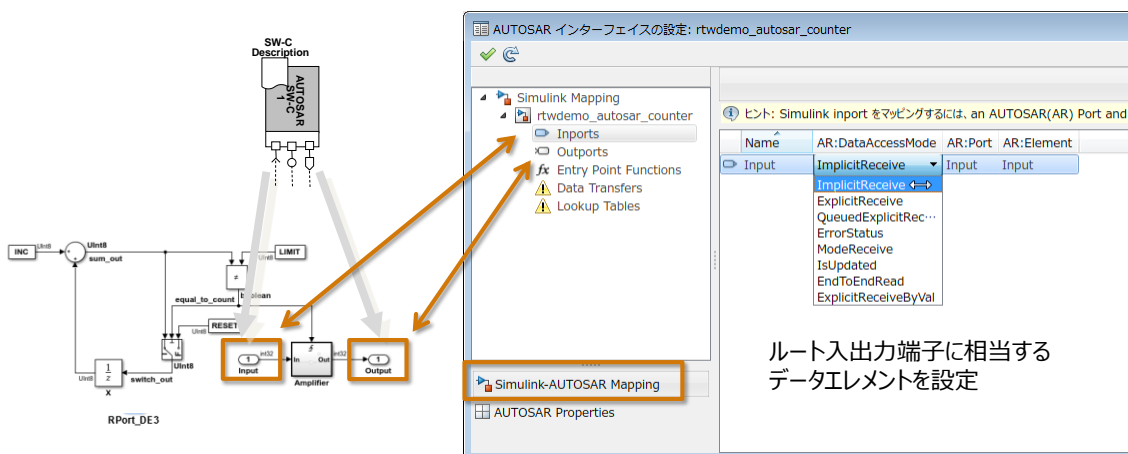 SW-C
Description
AUTOSAR
SW-C
1
INC
UInt8
UInt8
sum_out
UInt8
LIMIT
≠
boolean
equal_to_count
UInt8
RESET
UInt8
1
Input
int32
In
Out
Amplifier
int32
1
Output
UInt8
1
z
X
switch_out
RPort_DE3
AUTOSAR インターフェイスの設定: rtwdemo_autosar_counter
Simulink Mapping
rtwdemo_autosar_counter
Inports
Outports
fx Entry Point Functions
Data Transfers
Lookup Tables
Simulink-AUTOSAR Mapping
AUTOSAR Properties
ヒント: Simulink inport をマッピングするには、an AUTOSAR(AR) Port and
Name AR:DataAccessMode AR:Port AR:Element
Input ImplicitReceive Input Input
ImplicitReceive
ExplicitReceive
QueuedExplicitRec…
ErrorStatus
ModeReceive
IsUpdated
EndToEndRead
ExplicitReceiveByVal
ルート入出力端子に相当する
データエレメントを設定